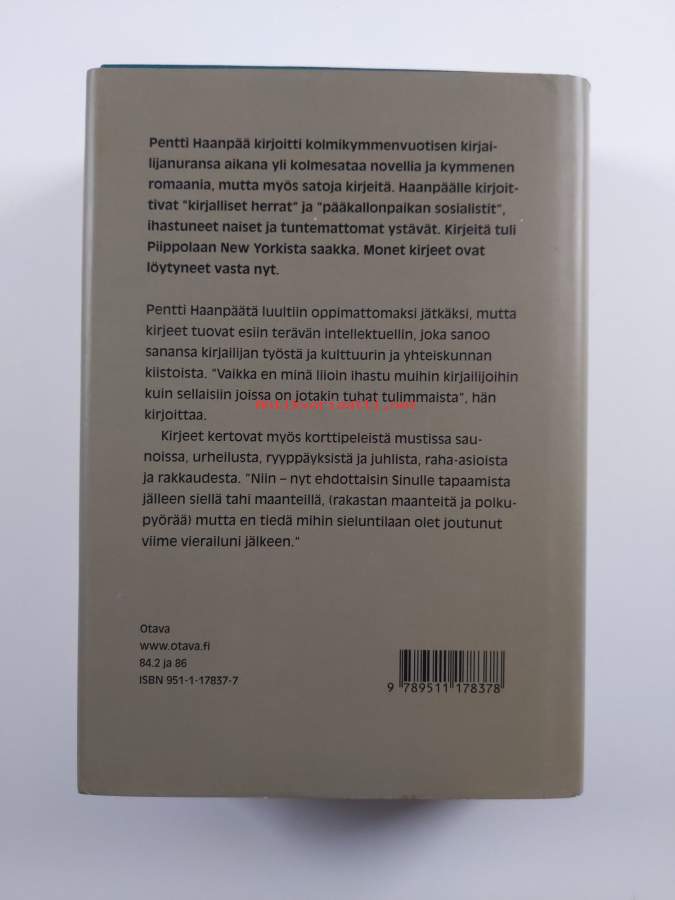 Pentti Haanpää kirjoitti kolmikymmenvuotisen kirjai-
lijanuransa aikana yli kolmesataa novellia ja kymmenen
romaania, mutta myös satoja kirjeitä. Haanpäälle kirjoit-
tivat "kirjalliset herrat" ja "pääkallonpaikan sosialistit",
ihastuneet naiset ja tuntemattomat ystävät. Kirjeitä tuli
Piippolaan New Yorkista saakka. Monet kirjeet ovat
löytyneet vasta nyt.
Pentti Haanpäätä luultiin oppimattomaksi jätkäksi, mutta
kirjeet tuovat esiin terävän intellektuellin, joka sanoo
sanansa kirjailijan työstä ja kulttuurin ja yhteiskunnan
kiistoista. "Vaikka en minä liioin ihastu muihin kirjailijoihin
kuin sellaisiin joissa on jotakin tuhat tulimmaista", hän
kirjoittaa.
Kirjeet kertovat myös korttipeleistä mustissa sau-
noissa, urheilusta, ryyppäyksistä ja juhlista, raha-asioista
ja rakkaudesta. "Niin – nyt ehdottaisin Sinulle tapaamista
jälleen siellä tahi maanteillä, (rakastan maanteitä ja polku-
pyörää) mutta en tiedä mihin sieluntilaan olet joutunut
viime vierailuni jälkeen."
Otava
www.otava.fi
84.2 ja 86
ISBN 951-1-17837-7
9 789511 178378